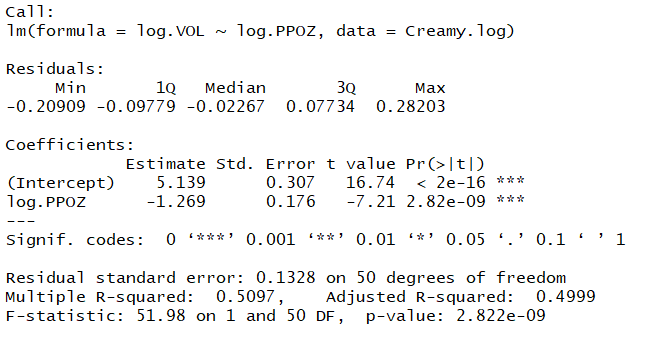 Call:
lm(formula = log.VOL ~ log.PPOZ, data = Creamy.log)
Residuals:
Min 1Q Median 3Q Max
-0.20909 -0.09779 -0.02267 0.07734 0.28203
Coefficients:
Estimate Std. Error t value Pr(>|t|)
(Intercept) 5.139 0.307 16.74 < 2e-16 ***
log.PPOZ -1.269 0.176 -7.21 2.82e-09 ***
---
Signif. codes: 0 ‘***’ 0.001 ‘**’ 0.01 ‘*’ 0.05 ‘.’ 0.1 ‘ ’ 1
Residual standard error: 0.1328 on 50 degrees of freedom
Multiple R-squared: 0.5097, Adjusted R-squared: 0.4999
F-statistic: 51.98 on 1 and 50 DF, p-value: 2.822e-09